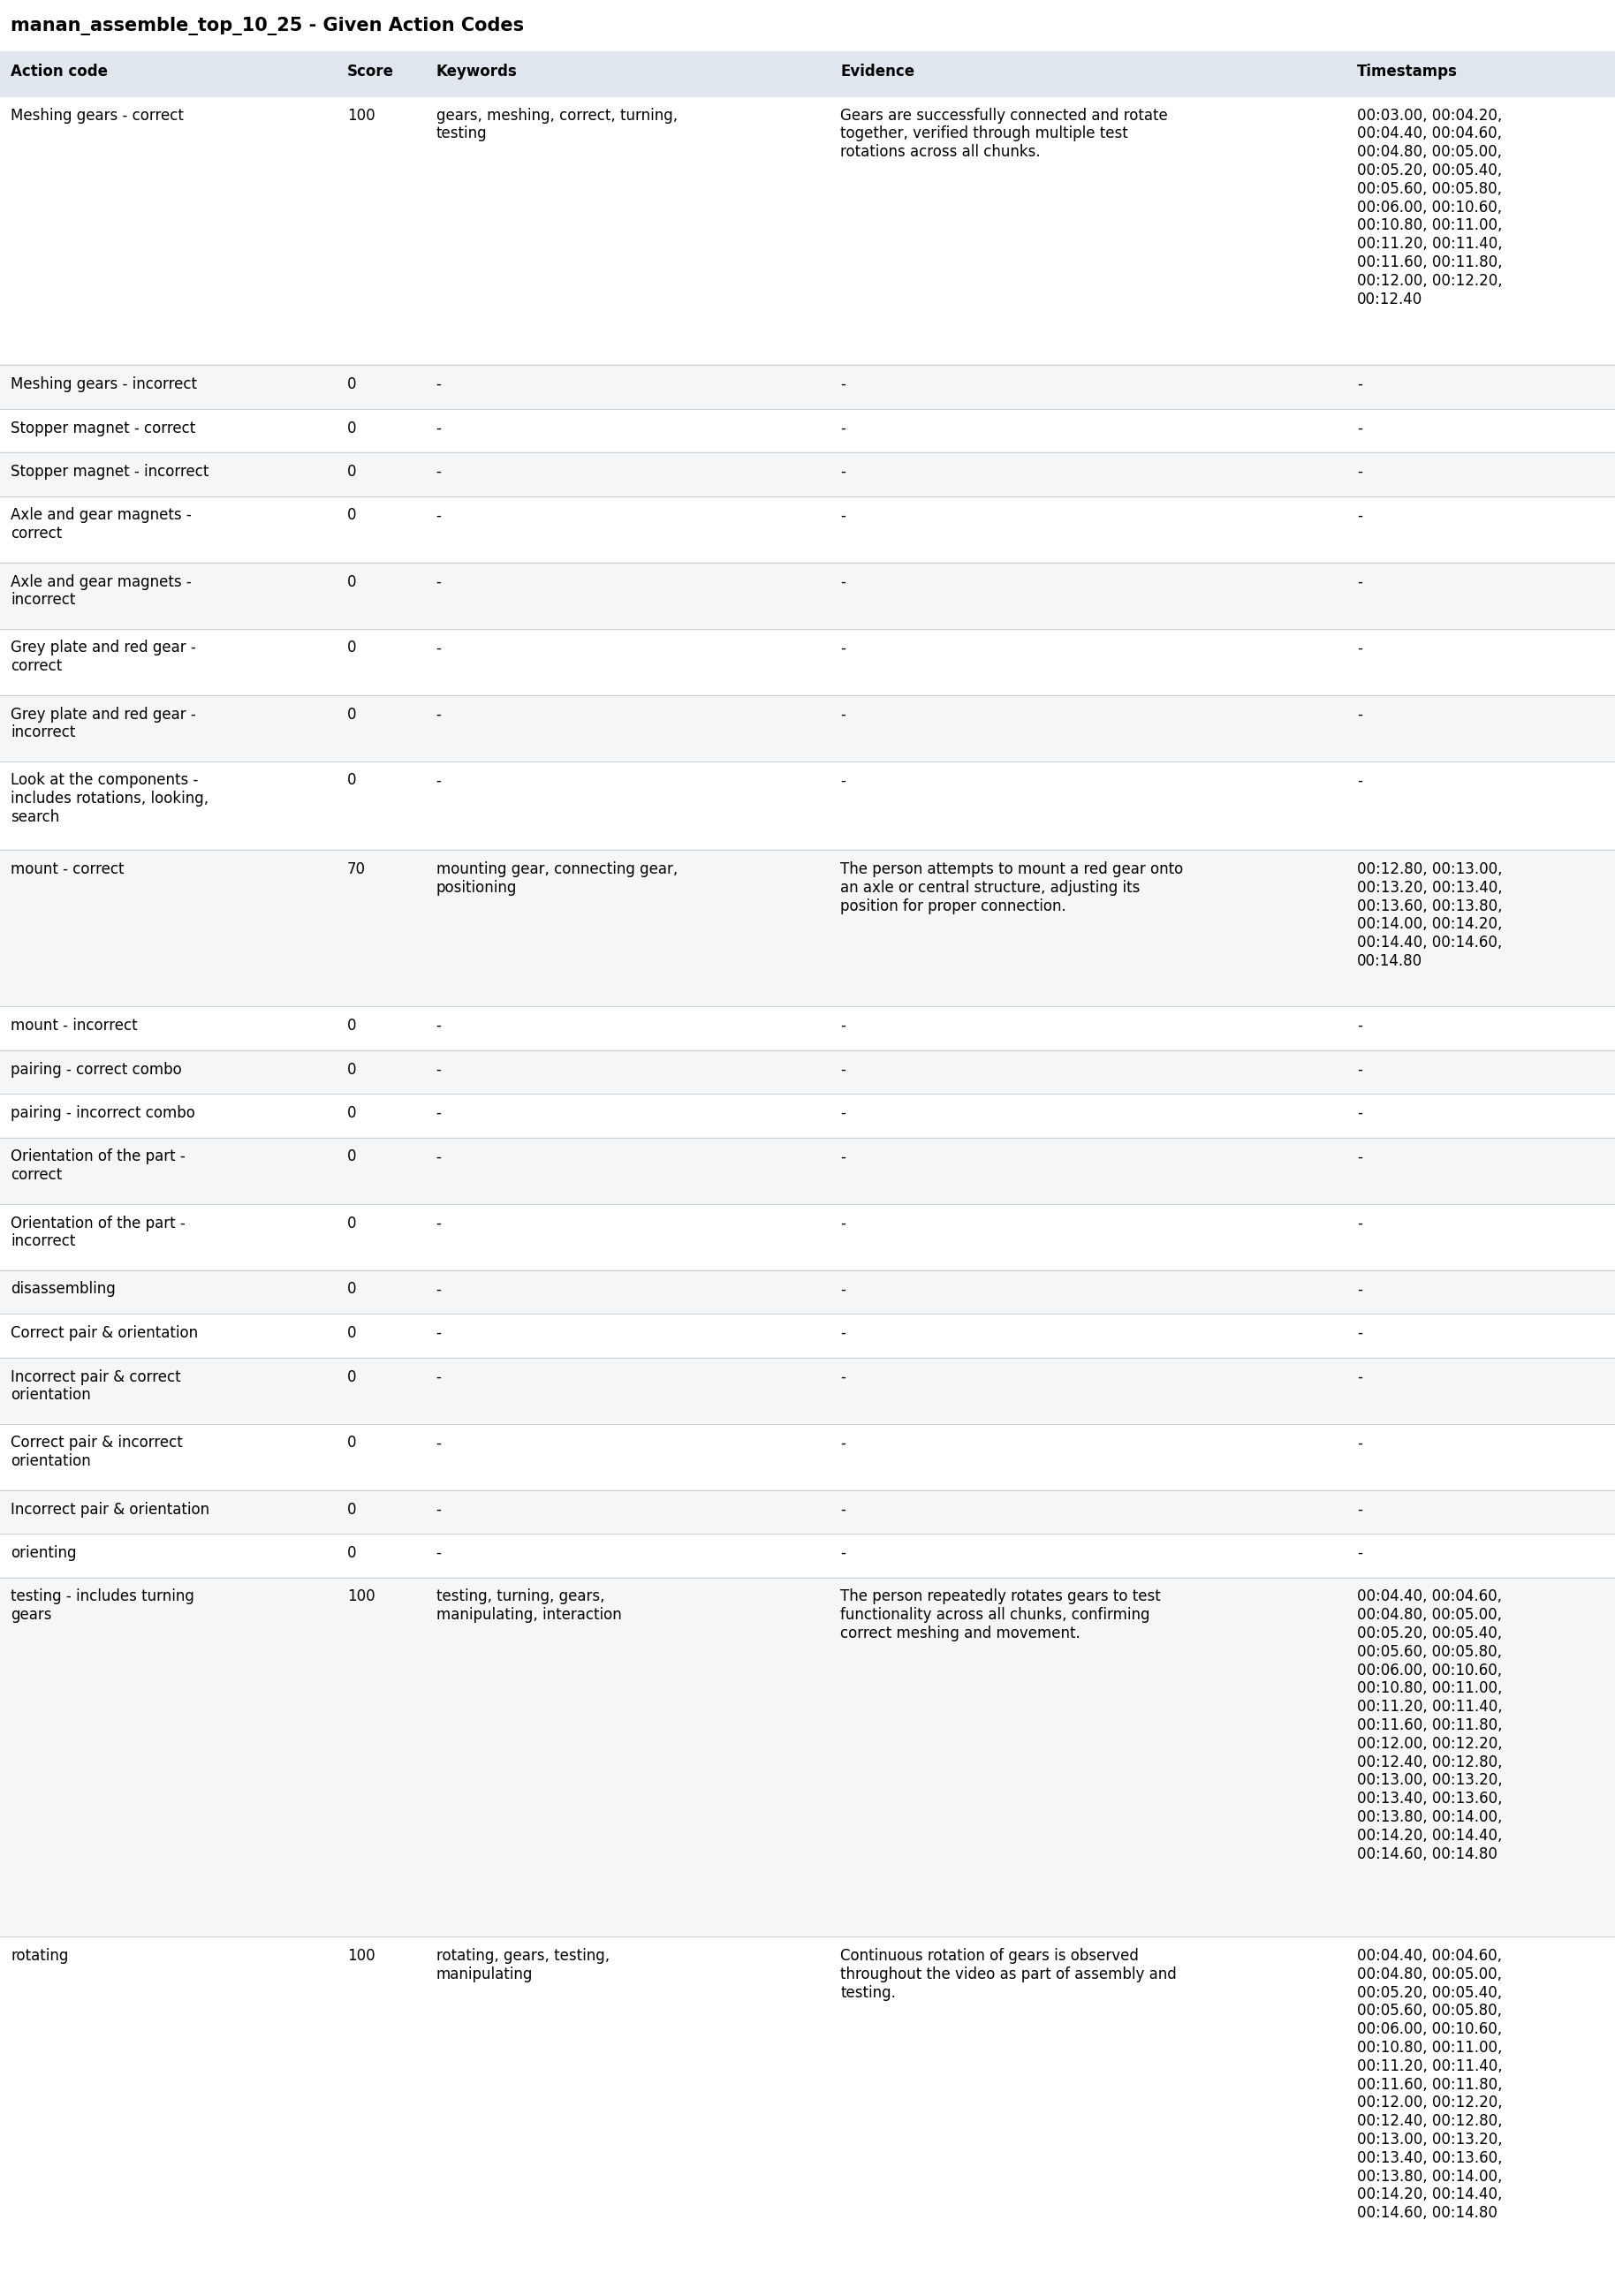 manan_assemble_top_10_25 - Given Action Codes
Action code Score Keywords Evidence Timestamps
Meshing gears - correct 100 gears, meshing, correct, turning, Gears are successfully connected and rotate 00:03.00, 00:04.20,
testing together, verified through multiple test 00:04.40, 00:04.60,
rotations across all chunks. 00:04.80, 00:05.00,
00:05.20, 00:05.40,
00:05.60, 00:05.80,
00:06.00, 00:10.60,
00:10.80, 00:11.00,
00:11.20, 00:11.40,
00:11.60, 00:11.80,
00:12.00, 00:12.20,
00:12.40
Meshing gears - incorrect 0 - - -
Stopper magnet - correct 0 - - -
Stopper magnet - incorrect 0 - - -
Axle and gear magnets - 0 - - -
correct
Axle and gear magnets - 0 - - -
incorrect
Grey plate and red gear - 0 - - -
correct
Grey plate and red gear - 0 - - -
incorrect
Look at the components - 0 - - -
includes rotations, looking,
search
mount - correct 70 mounting gear, connecting gear, The person attempts to mount a red gear onto 00:12.80, 00:13.00,
positioning an axle or central structure, adjusting its 00:13.20, 00:13.40,
position for proper connection. 00:13.60, 00:13.80,
00:14.00, 00:14.20,
00:14.40, 00:14.60,
00:14.80
mount - incorrect 0 - - -
pairing - correct combo 0 - - -
pairing - incorrect combo 0 - - -
Orientation of the part - 0 - - -
correct
Orientation of the part - 0 - - -
incorrect
disassembling 0 - - -
Correct pair & orientation 0 - - -
Incorrect pair & correct 0 - - -
orientation
Correct pair & incorrect 0 - - -
orientation
Incorrect pair & orientation 0 - - -
orienting 0 - - -
testing - includes turning 100 testing, turning, gears, The person repeatedly rotates gears to test 00:04.40, 00:04.60,
gears manipulating, interaction functionality across all chunks, confirming 00:04.80, 00:05.00,
correct meshing and movement. 00:05.20, 00:05.40,
00:05.60, 00:05.80,
00:06.00, 00:10.60,
00:10.80, 00:11.00,
00:11.20, 00:11.40,
00:11.60, 00:11.80,
00:12.00, 00:12.20,
00:12.40, 00:12.80,
00:13.00, 00:13.20,
00:13.40, 00:13.60,
00:13.80, 00:14.00,
00:14.20, 00:14.40,
00:14.60, 00:14.80
rotating 100 rotating, gears, testing, Continuous rotation of gears is observed 00:04.40, 00:04.60,
manipulating throughout the video as part of assembly and 00:04.80, 00:05.00,
testing. 00:05.20, 00:05.40,
00:05.60, 00:05.80,
00:06.00, 00:10.60,
00:10.80, 00:11.00,
00:11.20, 00:11.40,
00:11.60, 00:11.80,
00:12.00, 00:12.20,
00:12.40, 00:12.80,
00:13.00, 00:13.20,
00:13.40, 00:13.60,
00:13.80, 00:14.00,
00:14.20, 00:14.40,
00:14.60, 00:14.80